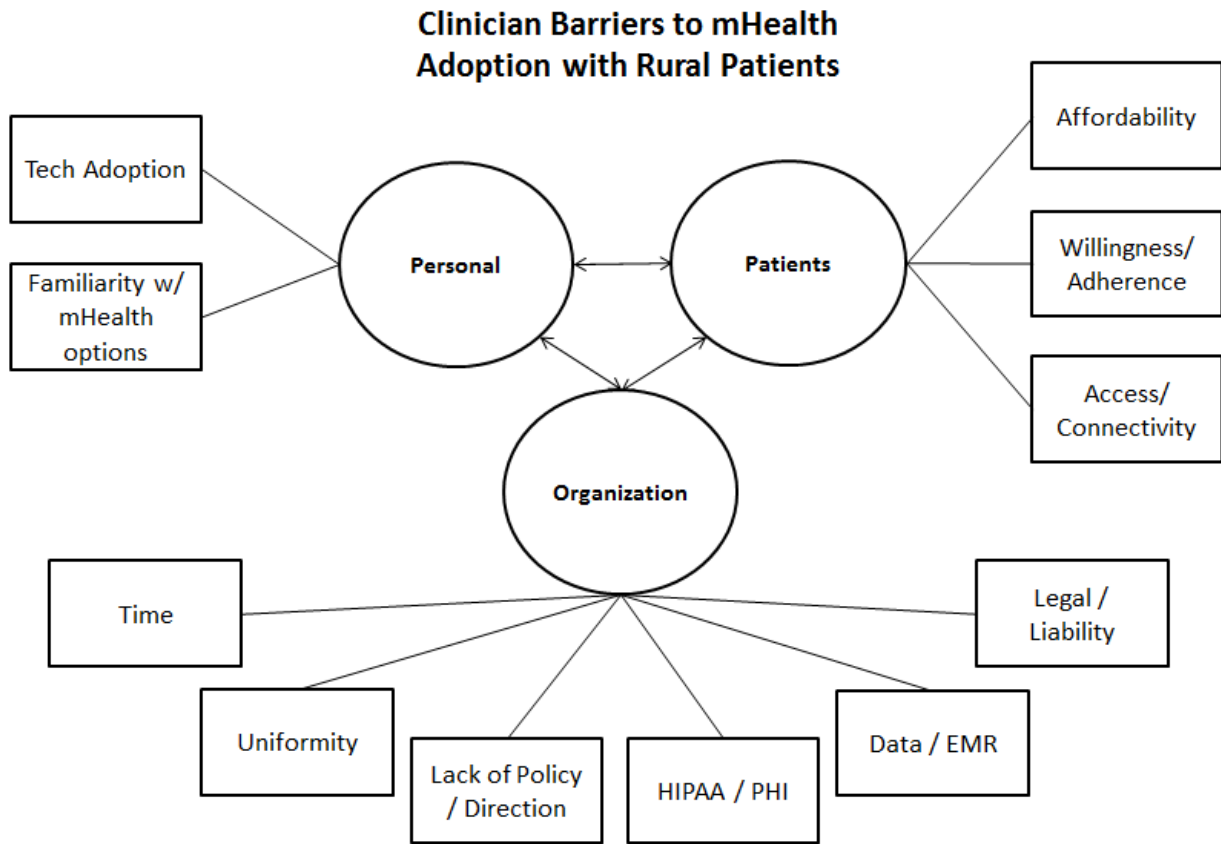 Clinician Barriers to mHealth
Adoption with Rural Patients
Tech Adoption
Familiarity w/
mHealth
options
Personal
Patients
Affordability
Willingness/
Adherence
Access/
Connectivity
Organization
Time
Uniformity
Lack of Policy
/ Direction
HIPAA / PHI
Data / EMR
Legal /
Liability